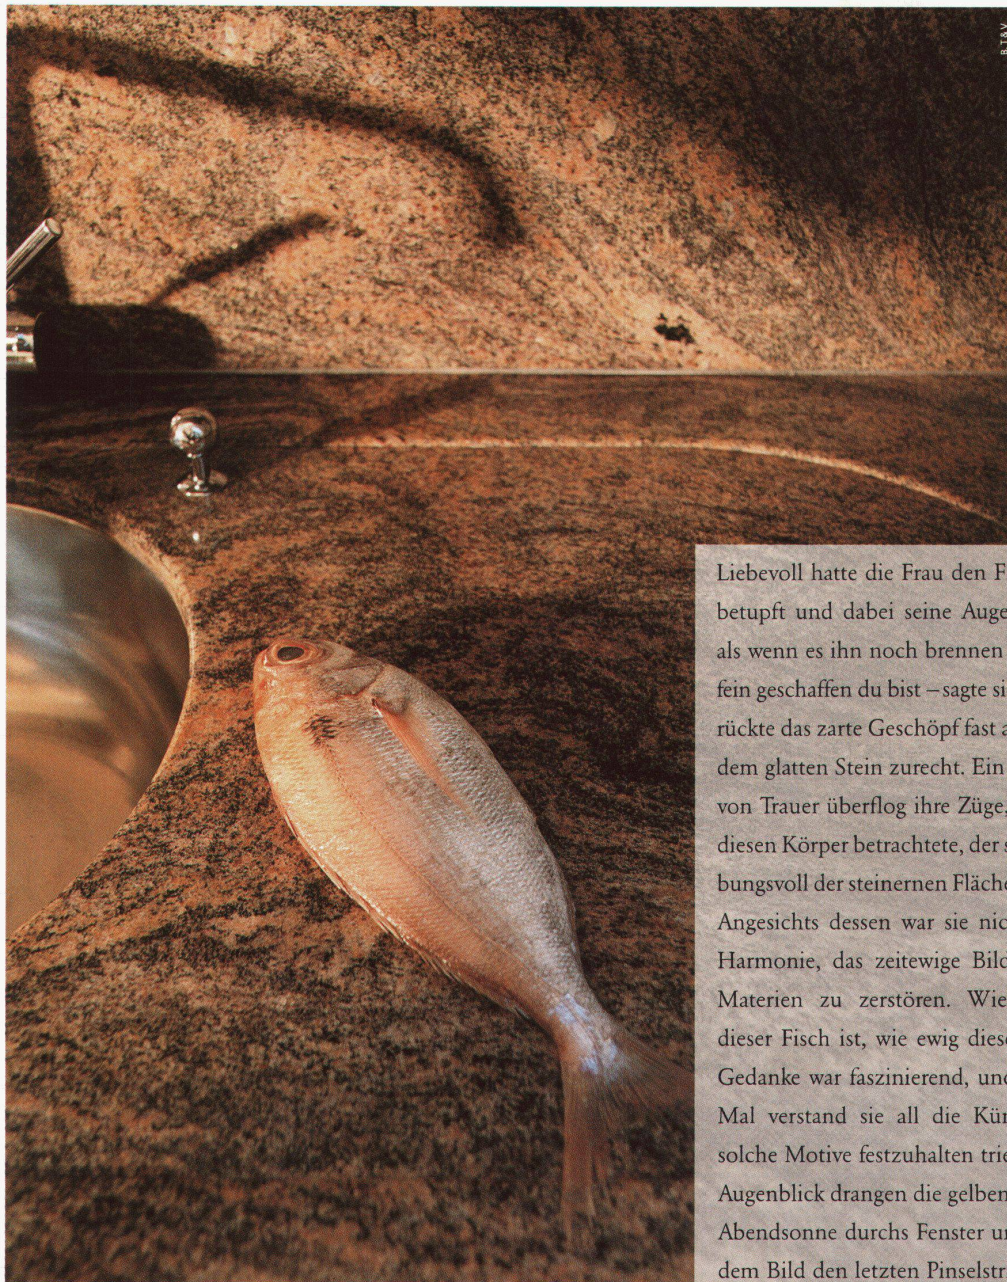 B,T&V
Liebevoll hatte die Frau den F
betupft und dabei seine Auge
als wenn es ihn noch brennen
fein geschaffen du bist – sagte si
rückte das zarte Geschöpf fast a
dem glatten Stein zurecht. Ein
von Trauer überflog ihre Züge,
diesen Körper betrachtete, der s
bungsvoll der steinernen Fläche
Angesichts dessen war sie nic
Harmonie, das zeitewige Bild
Materien zu zerstören. Wie
dieser Fisch ist, wie ewig diese
Gedanke war faszinierend, und
Mal verstand sie all die Kün
solche Motive festzuhalten trie
Augenblick drangen die gelben
Abendsonne durchs Fenster un
dem Bild den letzten Pinselstr